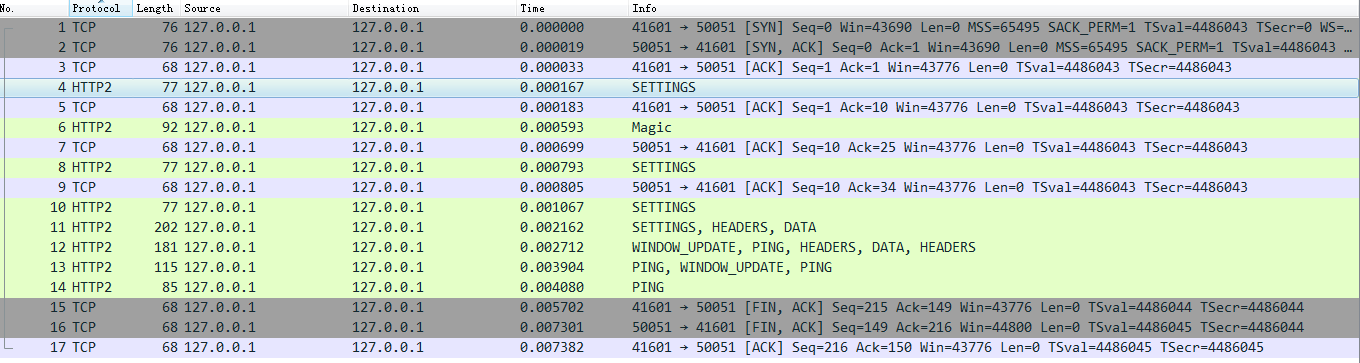 No. Protocol Length Source Destination Time Info
1 TCP 76 127.0.0.1 127.0.0.1 0.000000 41601 → 50051 [SYN] Seq=0 Win=43690 Len=0 MSS=65495 SACK_PERM=1 TSval=4486043 TSecr=0 WS=…
2 TCP 76 127.0.0.1 127.0.0.1 0.000019 50051 → 41601 [SYN, ACK] Seq=0 Ack=1 Win=43690 Len=0 MSS=65495 SACK_PERM=1 TSval=4486043 …
3 TCP 68 127.0.0.1 127.0.0.1 0.000033 41601 → 50051 [ACK] Seq=1 Ack=1 Win=43776 Len=0 TSval=4486043 TSecr=4486043
4 HTTP2 77 127.0.0.1 127.0.0.1 0.000167 SETTINGS
5 TCP 68 127.0.0.1 127.0.0.1 0.000183 41601 → 50051 [ACK] Seq=1 Ack=10 Win=43776 Len=0 TSval=4486043 TSecr=4486043
6 HTTP2 92 127.0.0.1 127.0.0.1 0.000593 Magic
7 TCP 68 127.0.0.1 127.0.0.1 0.000699 50051 → 41601 [ACK] Seq=10 Ack=25 Win=43776 Len=0 TSval=4486043 TSecr=4486043
8 HTTP2 77 127.0.0.1 127.0.0.1 0.000793 SETTINGS
9 TCP 68 127.0.0.1 127.0.0.1 0.000805 50051 → 41601 [ACK] Seq=10 Ack=34 Win=43776 Len=0 TSval=4486043 TSecr=4486043
10 HTTP2 77 127.0.0.1 127.0.0.1 0.001067 SETTINGS
11 HTTP2 202 127.0.0.1 127.0.0.1 0.002162 SETTINGS, HEADERS, DATA
12 HTTP2 181 127.0.0.1 127.0.0.1 0.002712 WINDOW_UPDATE, PING, HEADERS, DATA, HEADERS
13 HTTP2 115 127.0.0.1 127.0.0.1 0.003904 PING, WINDOW_UPDATE, PING
14 HTTP2 85 127.0.0.1 127.0.0.1 0.004080 PING
15 TCP 68 127.0.0.1 127.0.0.1 0.005702 41601 → 50051 [FIN, ACK] Seq=215 Ack=149 Win=43776 Len=0 TSval=4486044 TSecr=4486044
16 TCP 68 127.0.0.1 127.0.0.1 0.007301 50051 → 41601 [FIN, ACK] Seq=149 Ack=216 Win=44800 Len=0 TSval=4486045 TSecr=4486044
17 TCP 68 127.0.0.1 127.0.0.1 0.007382 41601 → 50051 [ACK] Seq=216 Ack=150 Win=43776 Len=0 TSval=4486045 TSecr=4486045